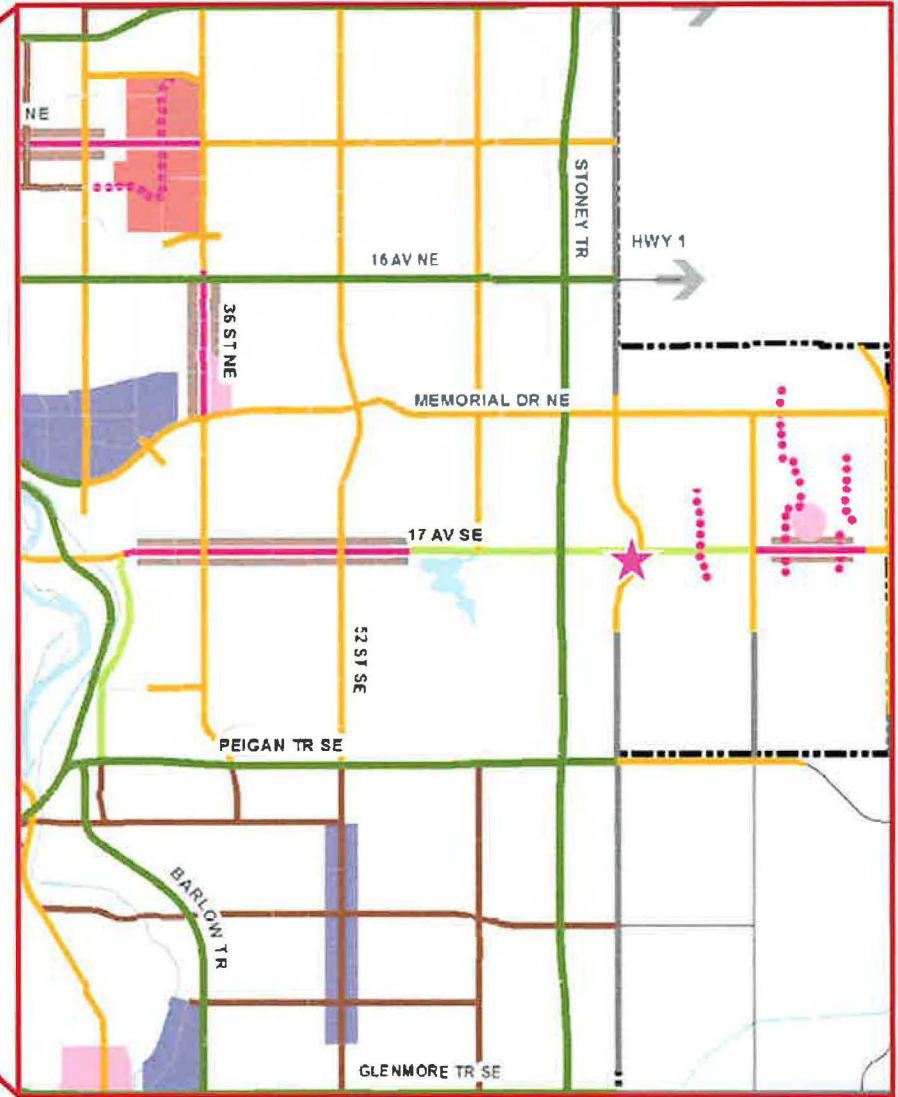 NE
STONEY TR
HWY 1
16 AV NE
36 ST NE
MEMORIAL DR NE
17 AV SE
52 ST SE
PEIGAN TR SE
BARLOW TR
GLENMORE TR SE